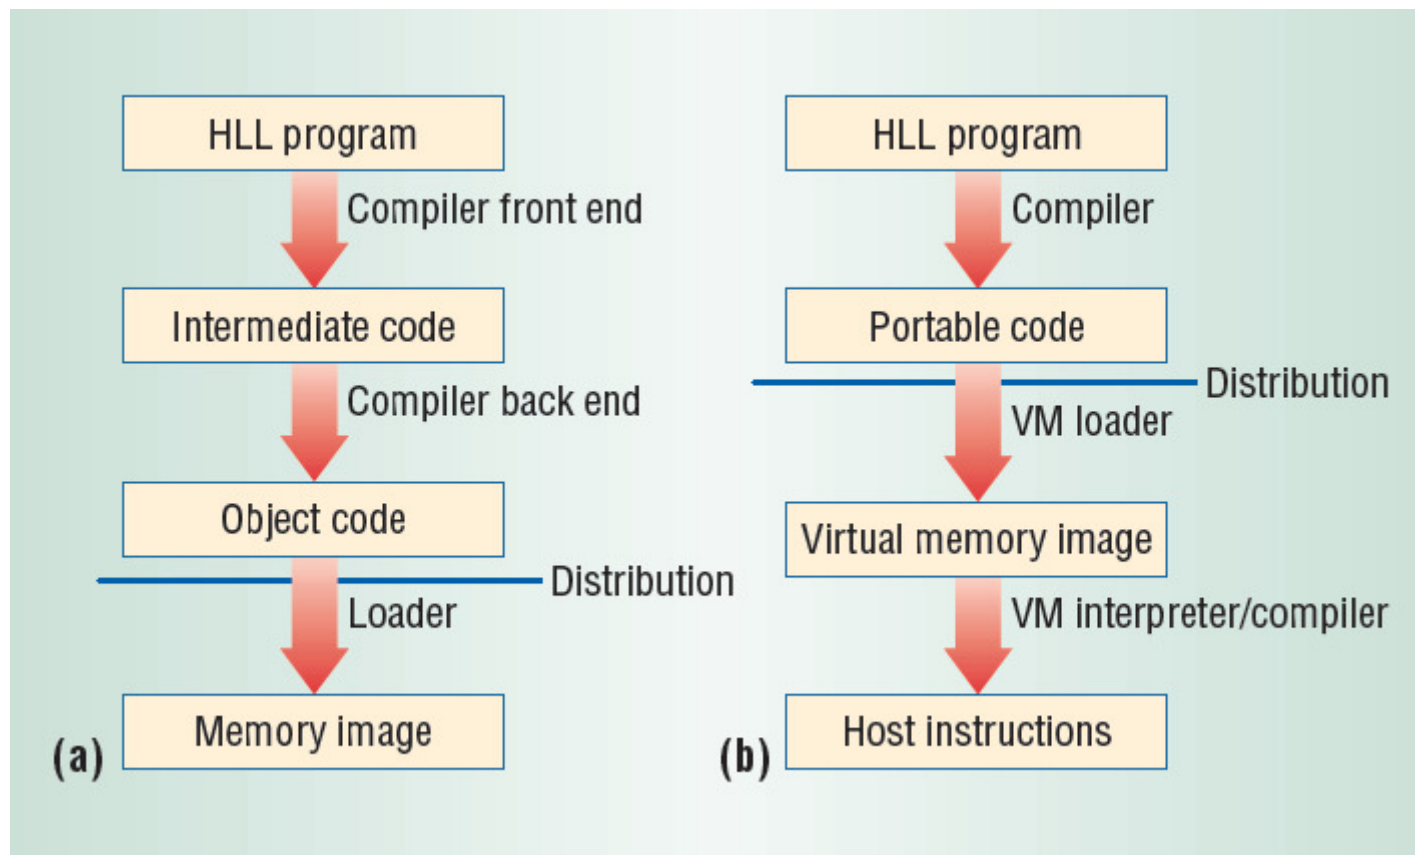 HLL program
Compiler front end
Intermediate code
Compiler back end
Object code
Distribution
Loader
Memory image
(a)
HLL program
Compiler
Portable code
Distribution
VM loader
Virtual memory image
VM interpreter/compiler
Host instructions
(b)